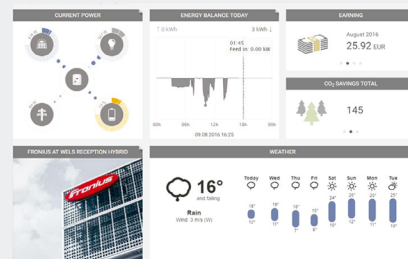 CURRENT POWER
ENERGY BALANCE TODAY
EARNING
0 kWh
3 kWh
01:45
Feed in: 0.00 kW
00h 06h 12h 18h 00h
09.08.2016 16:25
August 2016
25.92 EUR
CO2 SAVINGS TOTAL
145
FRONIUS AT WELS RECEPTION HYBRID
WEATHER
Fronius
16°
and falling
Rain
Wind: 3 m/s (W)
Today Wed Thu Fri Sat Sun Mon Tue